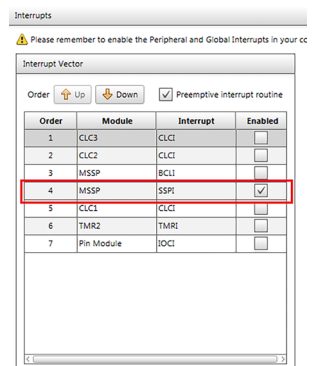 Interrupts
Please remember to enable the Peripheral and Global Interrupts in your
Interrupt Vector
Order Up Down Preemptive interrupt routine
Order Module Interrupt Enabled
1 CLC3 CLCI
2 CLC2 CLCI
3 MSSP BCLI
4 MSSP SSPI
5 CLC1 CLCI
6 TMR2 TMRI
7 Pin Module IOCI